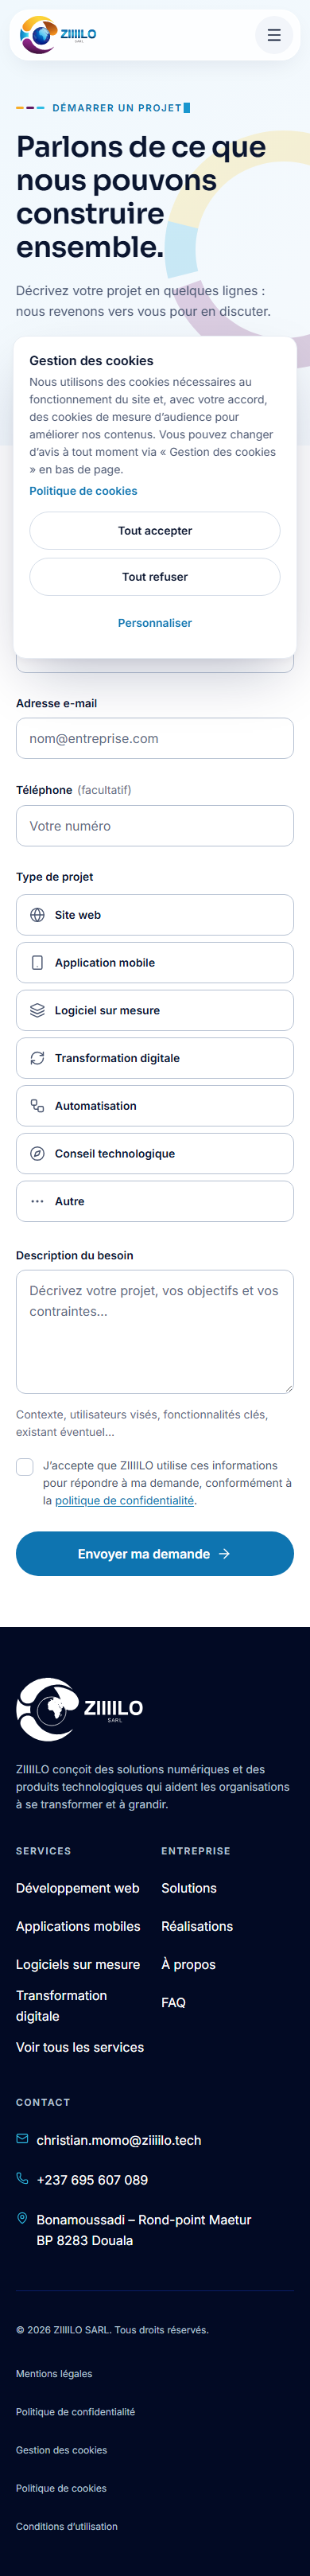 ZIIIILO
SARL
DÉMARRER UN PROJET
Parlons de ce que
nous pouvons
construire
ensemble.
Décrivez votre projet en quelques lignes :
nous revenons vers vous pour en discuter.
Gestion des cookies
Nous utilisons des cookies nécessaires au
fonctionnement du site et, avec votre accord,
des cookies de mesure d’audience pour
améliorer nos contenus. Vous pouvez changer
d’avis à tout moment via « Gestion des cookies
» en bas de page.
Politique de cookies
Tout accepter
Tout refuser
Personnaliser
Adresse e-mail
nom@entreprise.com
Téléphone (facultatif)
Votre numéro
Type de projet
Site web
Application mobile
Logiciel sur mesure
Transformation digitale
Automatisation
Conseil technologique
Autre
Description du besoin
Décrivez votre projet, vos objectifs et vos
contraintes...
Contexte, utilisateurs visés, fonctionnalités clés,
existant éventuel...
J’accepte que ZIIIILO utilise ces informations
pour répondre à ma demande, conformément à
la politique de confidentialité.
Envoyer ma demande
ZIIIILO
SARL
ZIIIILO conçoit des solutions numériques et des
produits technologiques qui aident les organisations
à se transformer et à grandir.
SERVICES
Développement web
Applications mobiles
Logiciels sur mesure
Transformation
digitale
Voir tous les services
ENTREPRISE
Solutions
Réalisations
À propos
FAQ
CONTACT
christian.momo@ziiiilo.tech
+237 695 607 089
Bonamoussadi – Rond-point Maetur
BP 8283 Douala
© 2026 ZIIIILO SARL. Tous droits réservés.
Mentions légales
Politique de confidentialité
Gestion des cookies
Politique de cookies
Conditions d’utilisation